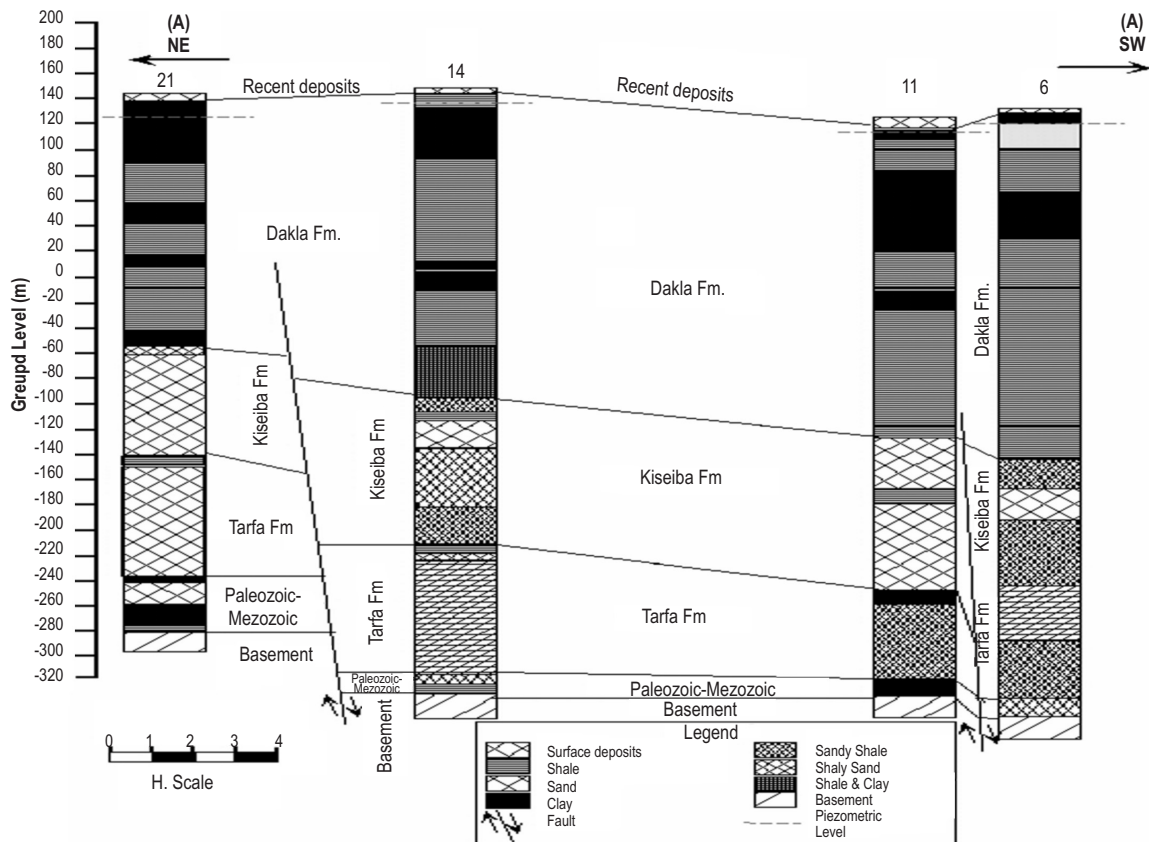 200
180
160
140
120
100
80
60
40
20
0
-20
-40
-60
-80
-100
-120
-140
-160
-180
-200
-220
-240
-260
-280
-300
-320
Greupd Level (m)
(A)
NE
(A)
SW
21
14
11
6
Recent deposits
Recent deposits
Dakla Fm.
Dakla Fm.
Dakla Fm.
Kiseiba Fm
Kiseiba Fm
Kiseiba Fm
Kiseiba Fm
Tarfa Fm
Tarfa Fm
Tarfa Fm
Tarfa Fm
Paleozoic-
Mezozoic
Paleozoic-
Mezozoic
Paleozoic-Mezozoic
Basement
Basement
Basement
0 1 2 3 4
H. Scale
Legend
Surface deposits
Shale
Sand
Clay
Fault
Sandy Shale
Shaly Sand
Shale & Clay
Basement
Piezometric
Level